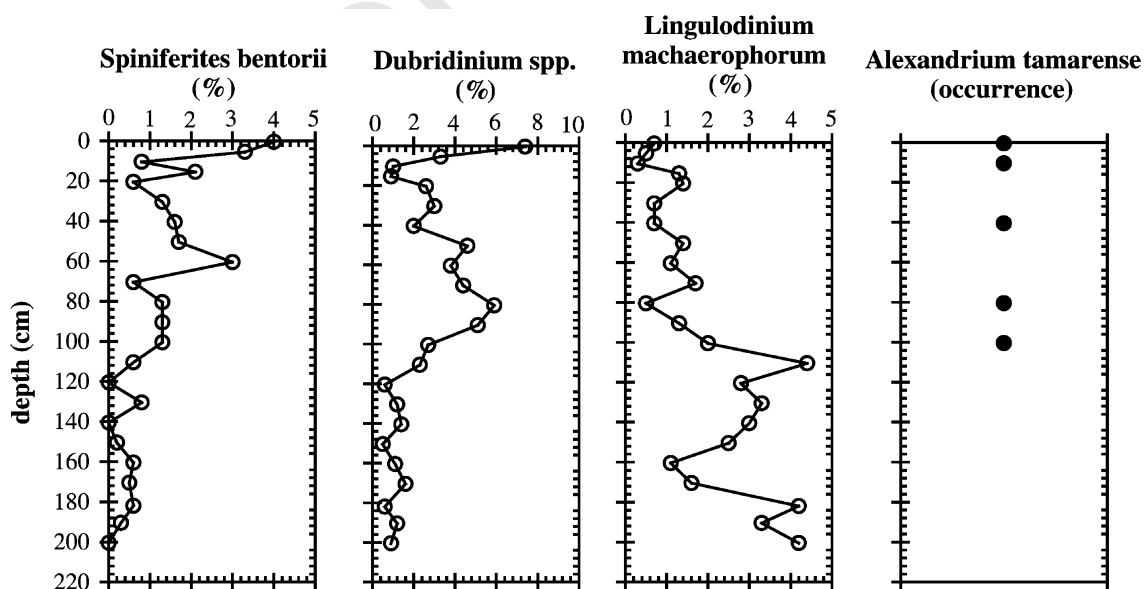 Spiniferites bentorii
(%)
0 1 2 3 4 5
Dubridinium spp.
(%)
0 2 4 6 8 10
Lingulodinium
machaerophorum
(%)
0 1 2 3 4 5
Alexandrium tamarense
(occurrence)
depth (cm)
0
20
40
60
80
100
120
140
160
180
200
220